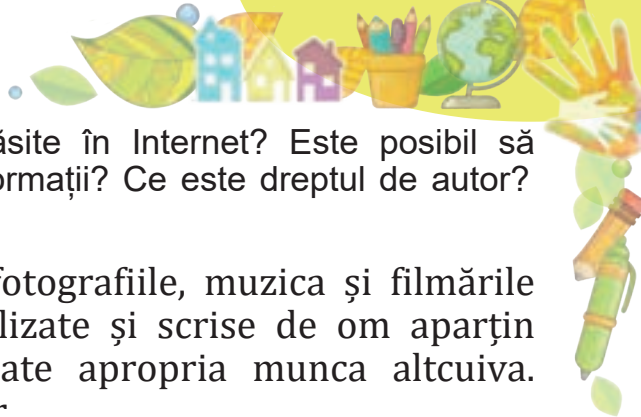 ăsite în Internet? Este posibil să
ormații? Ce este dreptul de autor?
fotografiile, muzica și filmările
lizate și scrise de om aparțin
ate apropria munca altcuiva.